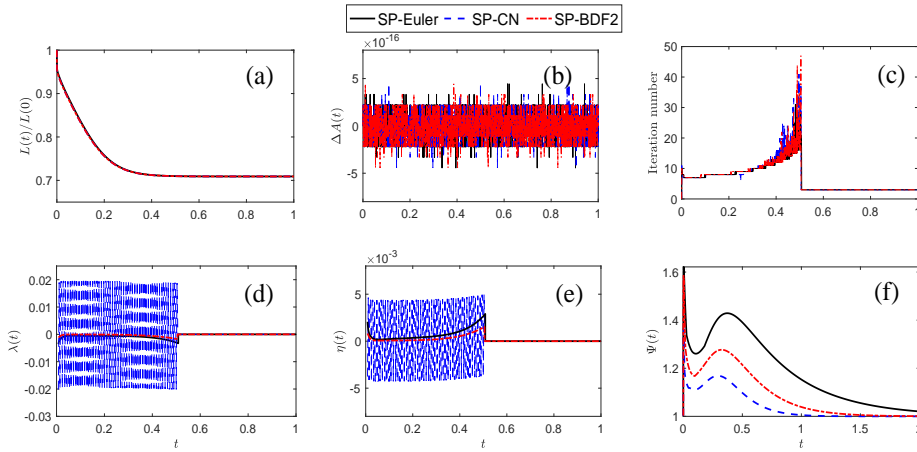 SP-Euler SP-CN SP-BDF2
(a)
L(t)/L(0)
1
0.9
0.8
0.7
0 0.2 0.4 0.6 0.8 1
×10^-16
(b)
ΔA(t)
5
0
-5
0 0.2 0.4 0.6 0.8 1
(c)
Iteration number
50
40
30
20
10
0
0 0.2 0.4 0.6 0.8 1
(d)
λ(t)
0.02
0.01
0
-0.01
-0.02
-0.03
0 0.2 0.4 0.6 0.8 1
t
×10^-3
(e)
η(t)
5
0
-5
0 0.2 0.4 0.6 0.8 1
t
(f)
Ψ(t)
1.6
1.4
1.2
1
0 0.5 1 1.5 2
t